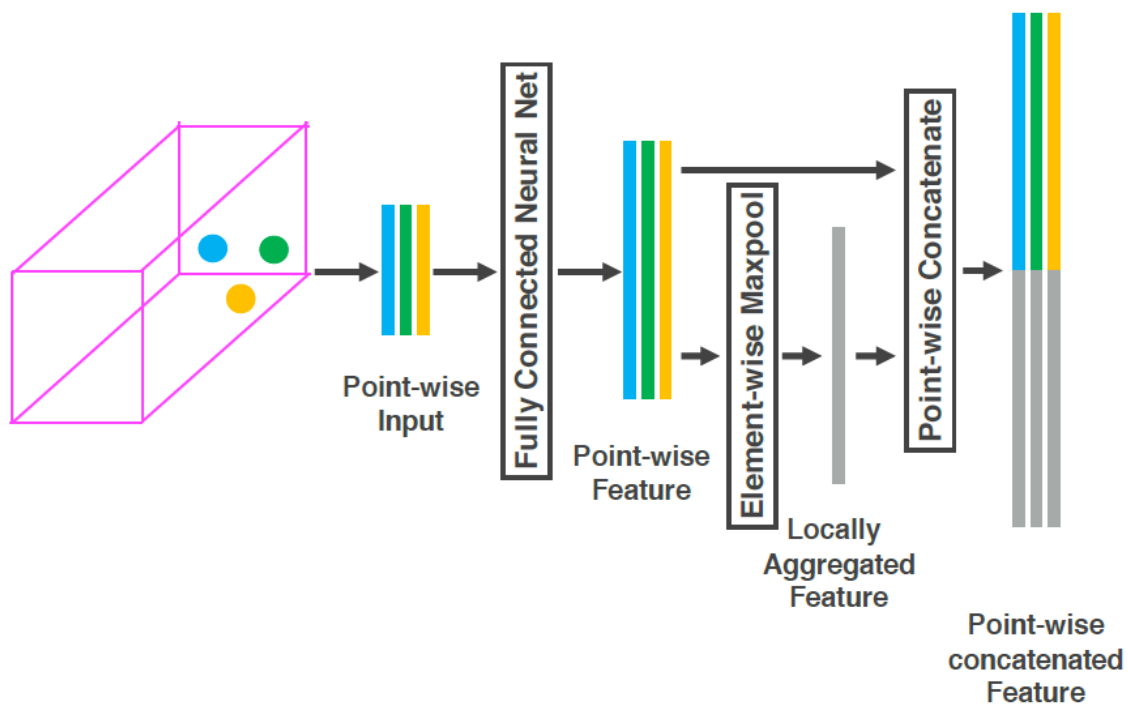 Point-wise
Input
Fully Connected Neural Net
Point-wise
Feature
Element-wise Maxpool
Locally
Aggregated
Feature
Point-wise Concatenate
Point-wise
concatenated
Feature